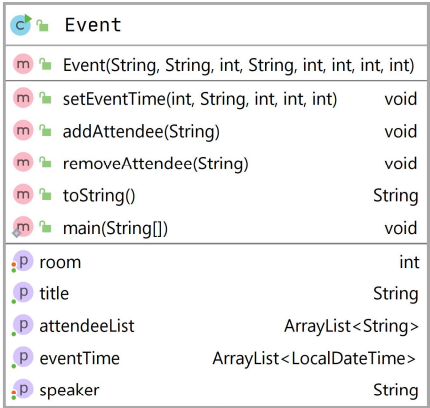 C Event
m Event(String, String, int, String, int, int, int, int)
m setEventTime(int, String, int, int, int) void
m addAttendee(String) void
m removeAttendee(String) void
m toString() String
m main(String[]) void
p room int
p title String
p attendeeList ArrayList<String>
p eventTime ArrayList<LocalDateTime>
p speaker String